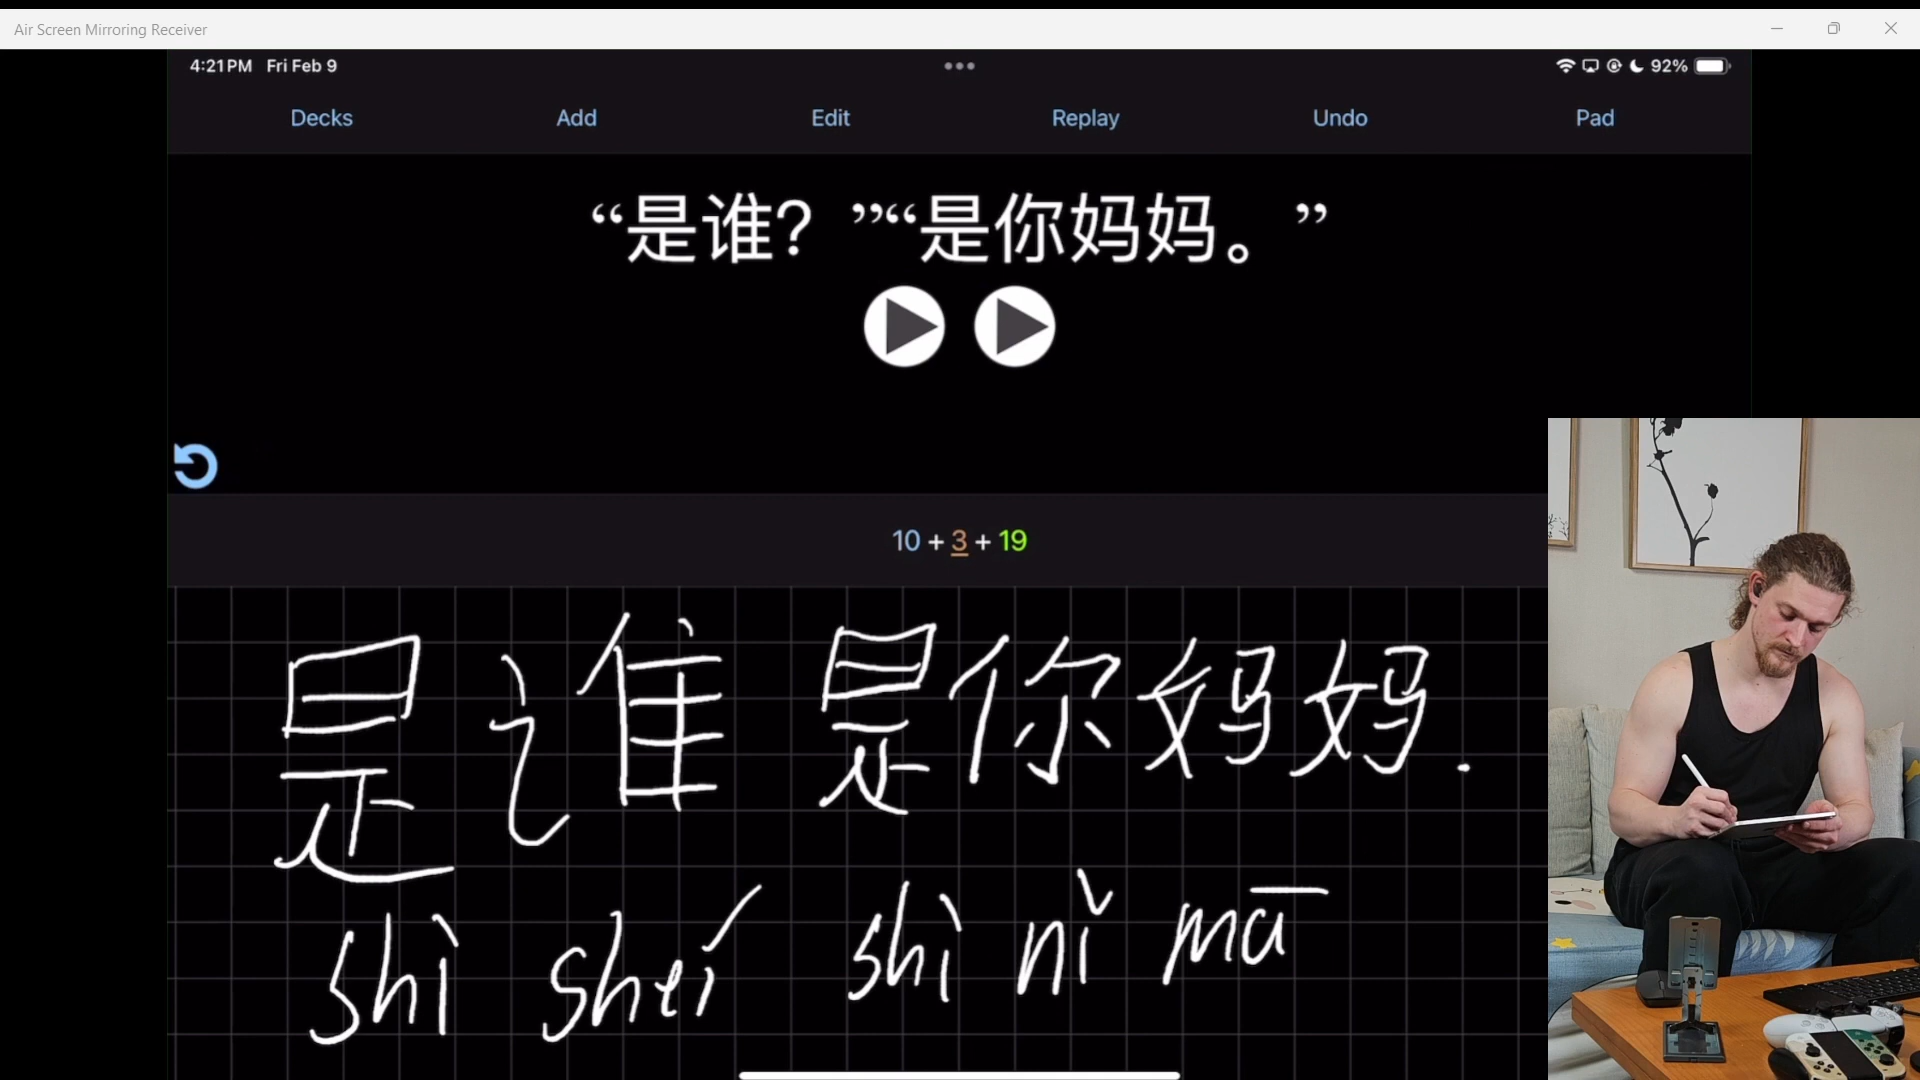 Air Screen Mirroring Receiver
4:21PM Fri Feb 9
92%
Decks Add Edit Replay Undo Pad
“是谁？”“是你妈妈。”
10 + 3 + 19
是谁 是你妈妈.
shì shéi shì nǐ mā